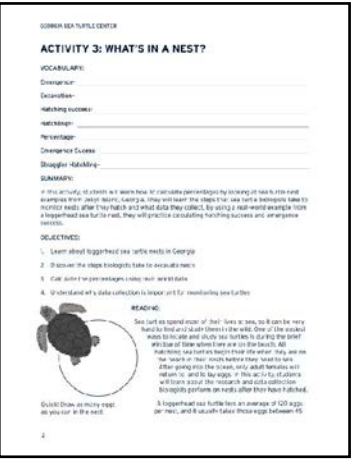 GEORGIA SEA TURTLE CENTER
ACTIVITY 3: WHAT'S IN A NEST?
VOCABULARY:
Emergence-
Excavation-
Hatching success-
Hatchling-
Percentage-
Emergence Sucess-
Straggler Hatchling-
SUMMARY:
In this activity, students will learn how to calculate percentages by looking at sea turtle nest
examples from Jekyll Island, Georgia. They will learn the steps that sea turtle biologists take to
monitor nests after they hatch and what data they collect, by using a real-world example from
a loggerhead sea turtle nest, they will practice calculating hatching success and emergence
success.
OBJECTIVES:
1. Learn about loggerhead sea turtle nests in Georgia
2. Discover the steps biologists take to excavate nests
3. Calculate the percentages using real-world data
4. Understand why data collection is important for monitoring sea turtles
READING:
Sea turtles spend most of their lives at sea, so it can be very
hard to find and study them in the wild. One of the easiest
ways to locate and study sea turtles is during the brief
window of time when they are on the beach. All
hatchling sea turtles begin their life when they are on
the beach in their nests before they head to sea.
After going into the ocean, only adult females will
return to land to lay eggs. In this activity, students
will learn about the research and data collection
biologists perform on nests after they have hatched.
A loggerhead sea turtle lays an average of 120 eggs
per nest, and it usually takes those eggs between 45
Quick! Draw as many eggs
as you can in the nest
4